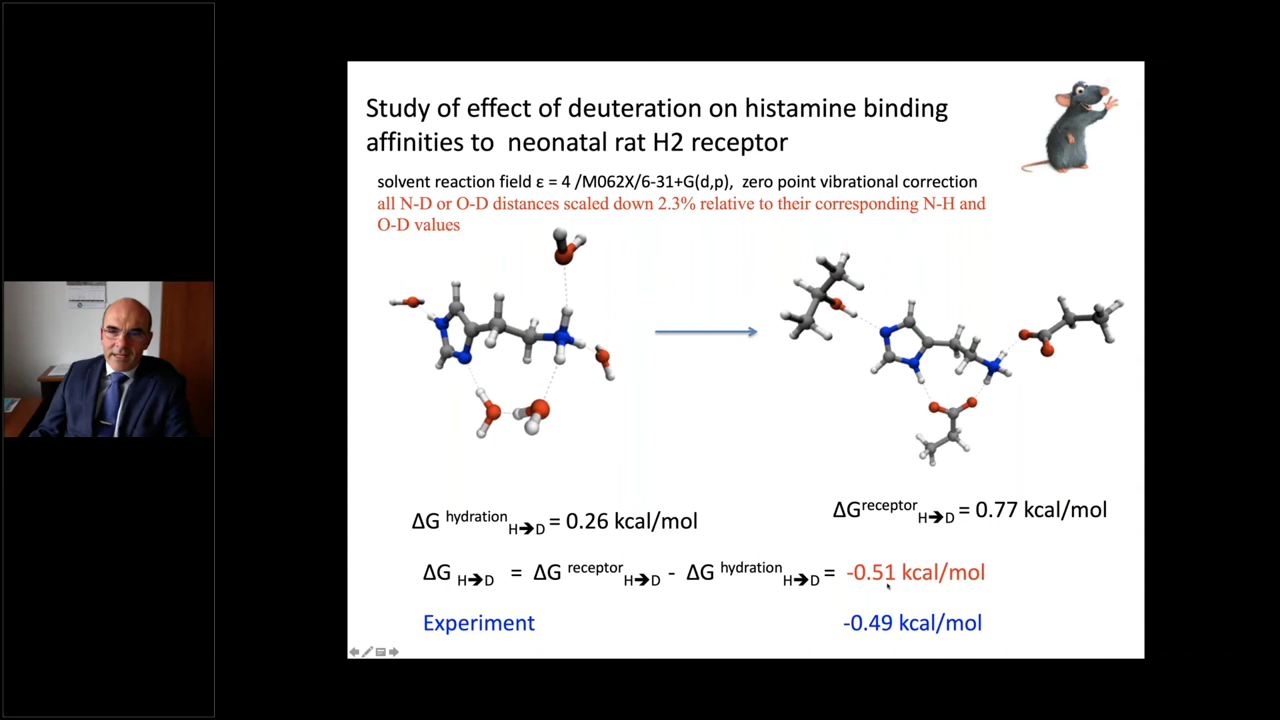 Study of effect of deuteration on histamine binding
affinities to neonatal rat H2 receptor
solvent reaction field ε = 4 /M062X/6-31+G(d,p), zero point vibrational correction
all N-D or O-D distances scaled down 2.3% relative to their corresponding N-H and
O-D values
ΔG hydration H➔D = 0.26 kcal/mol
ΔG receptor H➔D = 0.77 kcal/mol
ΔG H➔D = ΔG receptor H➔D - ΔG hydration H➔D = -0.51 kcal/mol
Experiment -0.49 kcal/mol